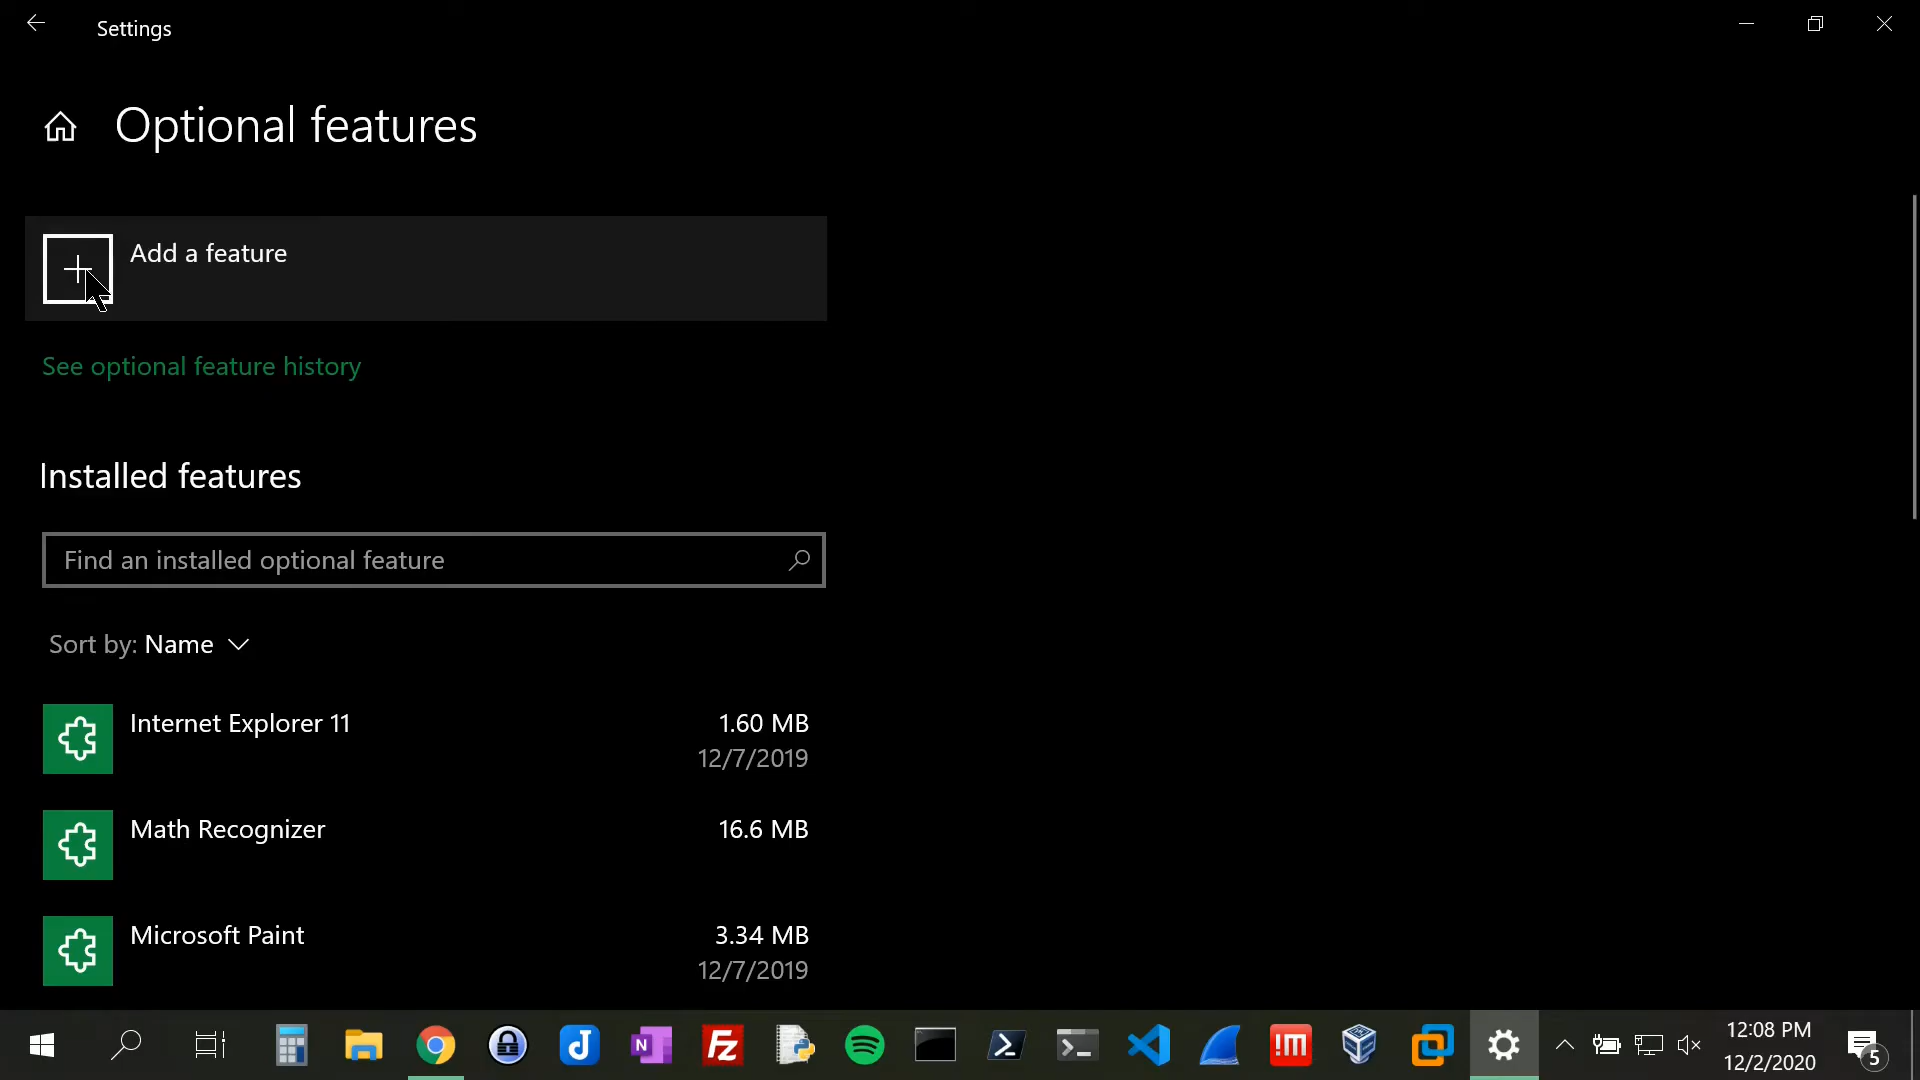 Settings
Optional features
Add a feature
See optional feature history
Installed features
Find an installed optional feature
Sort by: Name
Internet Explorer 11
1.60 MB
12/7/2019
Math Recognizer
16.6 MB
Microsoft Paint
3.34 MB
12/7/2019
N
Fz
!m
12:08 PM
12/2/2020
5